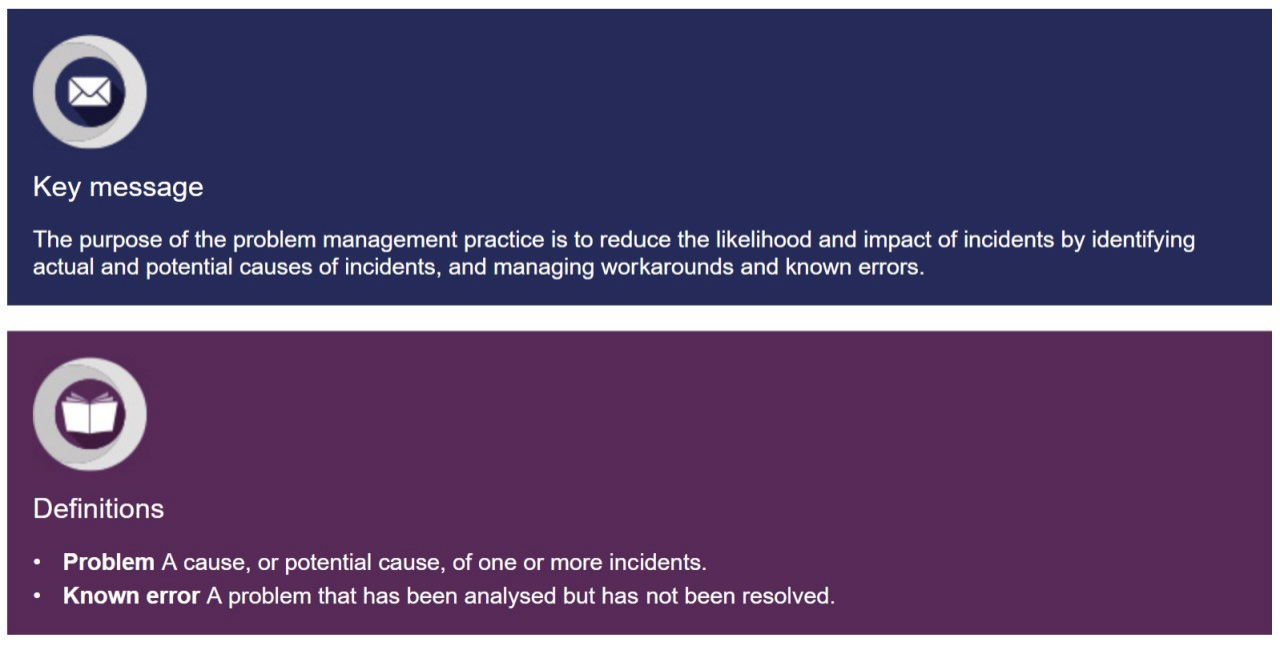 Key message
The purpose of the problem management practice is to reduce the likelihood and impact of incidents by identifying
actual and potential causes of incidents, and managing workarounds and known errors.
Definitions
• Problem A cause, or potential cause, of one or more incidents.
• Known error A problem that has been analysed but has not been resolved.